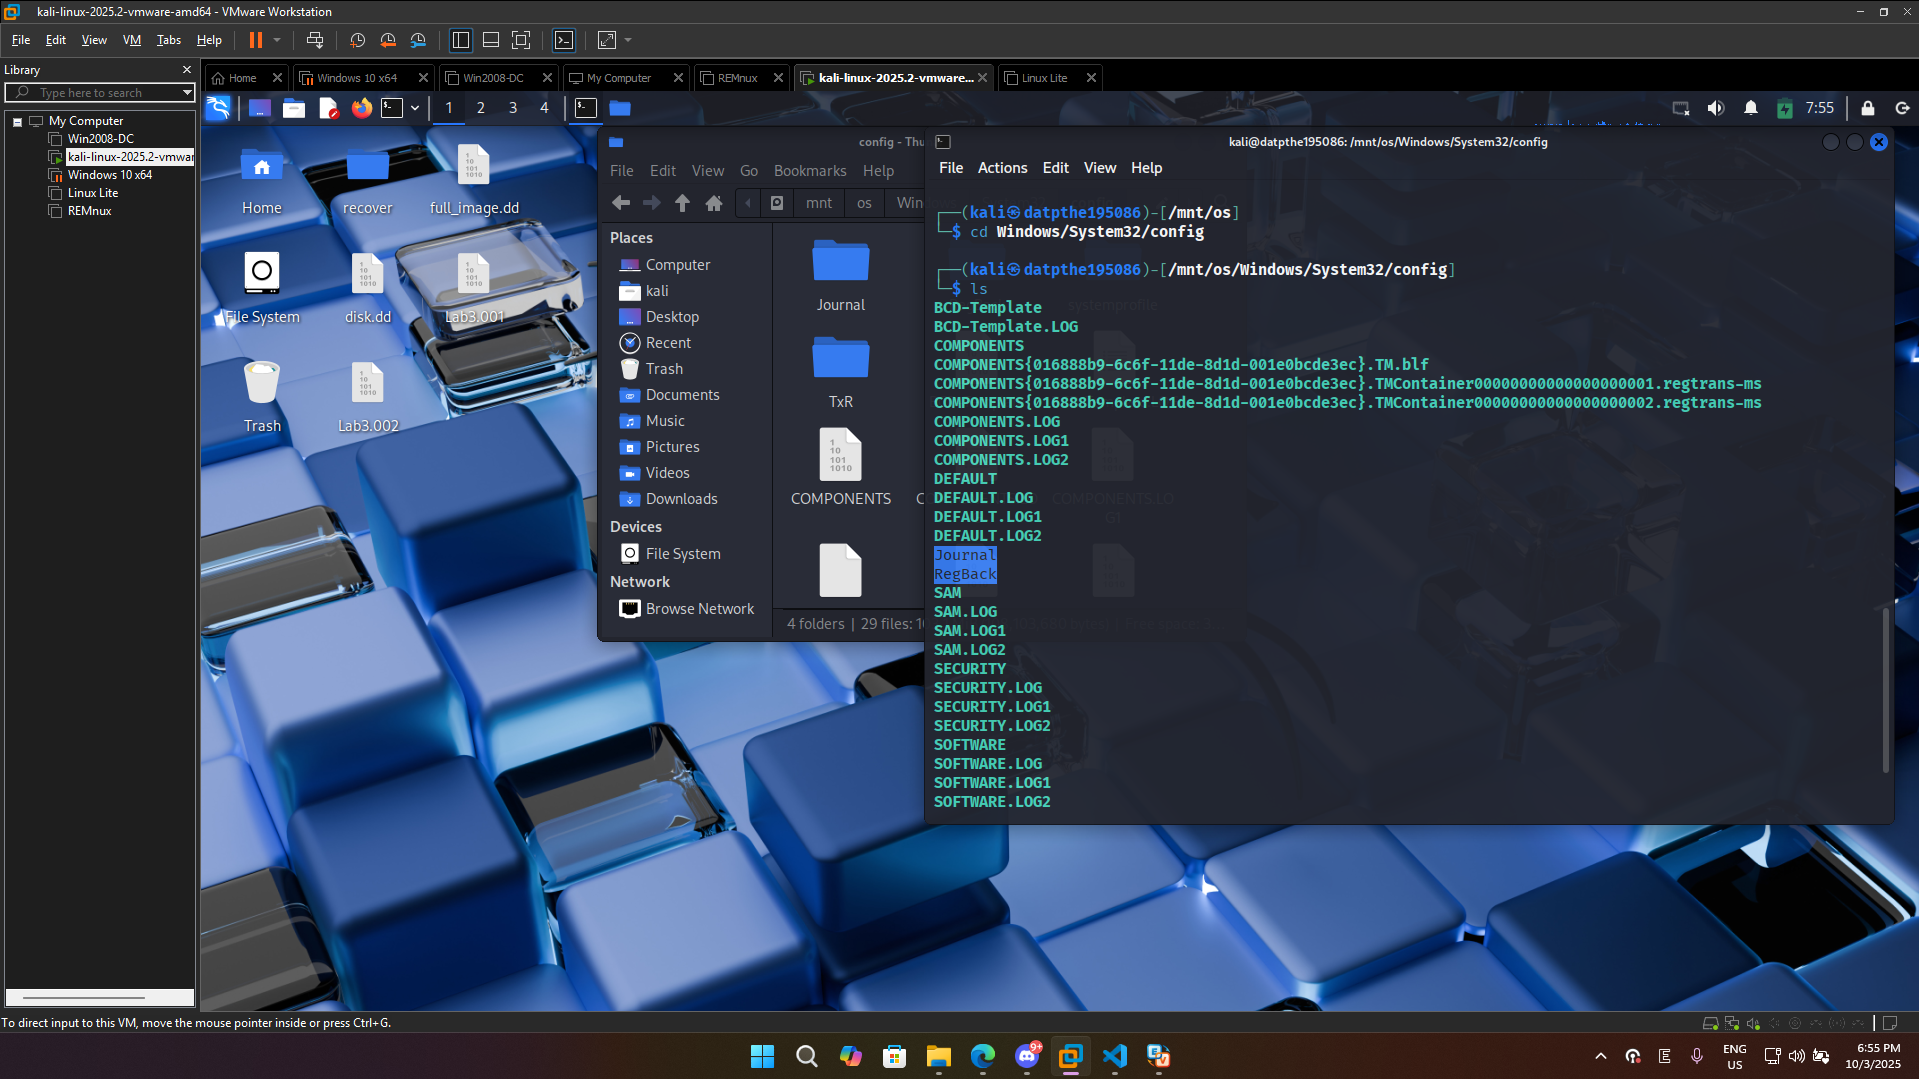 kali-linux-2025.2-vmware-amd64 - VMware Workstation
File Edit View VM Tabs Help
Library
Type here to search
My Computer
Win2008-DC
kali-linux-2025.2-vmwar
Windows 10 x64
Linux Lite
REMnux
Home
Windows 10 x64
Win2008-DC
My Computer
REMnux
kali-linux-2025.2-vmware...
Linux Lite
1 2 3 4
7:55
Home
recover
full_image.dd
File System
disk.dd
Lab3.001
Trash
Lab3.002
config - Thu
File Edit View Go Bookmarks Help
mnt
os
Wind
Places
Computer
kali
Desktop
Recent
Trash
Documents
Music
Pictures
Videos
Downloads
Devices
File System
Network
Browse Network
Journal
TxR
COMPONENTS
4 folders | 29 files: 1
kali@datpthe195086: /mnt/os/Windows/System32/config
File Actions Edit View Help
┌──(kali㉿datpthe195086)-[/mnt/os]
└─$ cd Windows/System32/config
┌──(kali㉿datpthe195086)-[/mnt/os/Windows/System32/config]
└─$ ls
BCD-Template
BCD-Template.LOG
COMPONENTS
COMPONENTS{016888b9-6c6f-11de-8d1d-001e0bcde3ec}.TM.blf
COMPONENTS{016888b9-6c6f-11de-8d1d-001e0bcde3ec}.TMContainer00000000000000000001.regtrans-ms
COMPONENTS{016888b9-6c6f-11de-8d1d-001e0bcde3ec}.TMContainer00000000000000000002.regtrans-ms
COMPONENTS.LOG
COMPONENTS.LOG1
COMPONENTS.LOG2
DEFAULT
DEFAULT.LOG
DEFAULT.LOG1
DEFAULT.LOG2
Journal
RegBack
SAM
SAM.LOG
SAM.LOG1
SAM.LOG2
SECURITY
SECURITY.LOG
SECURITY.LOG1
SECURITY.LOG2
SOFTWARE
SOFTWARE.LOG
SOFTWARE.LOG1
SOFTWARE.LOG2
To direct input to this VM, move the mouse pointer inside or press Ctrl+G.
9+
ENG
US
6:55 PM
10/3/2025